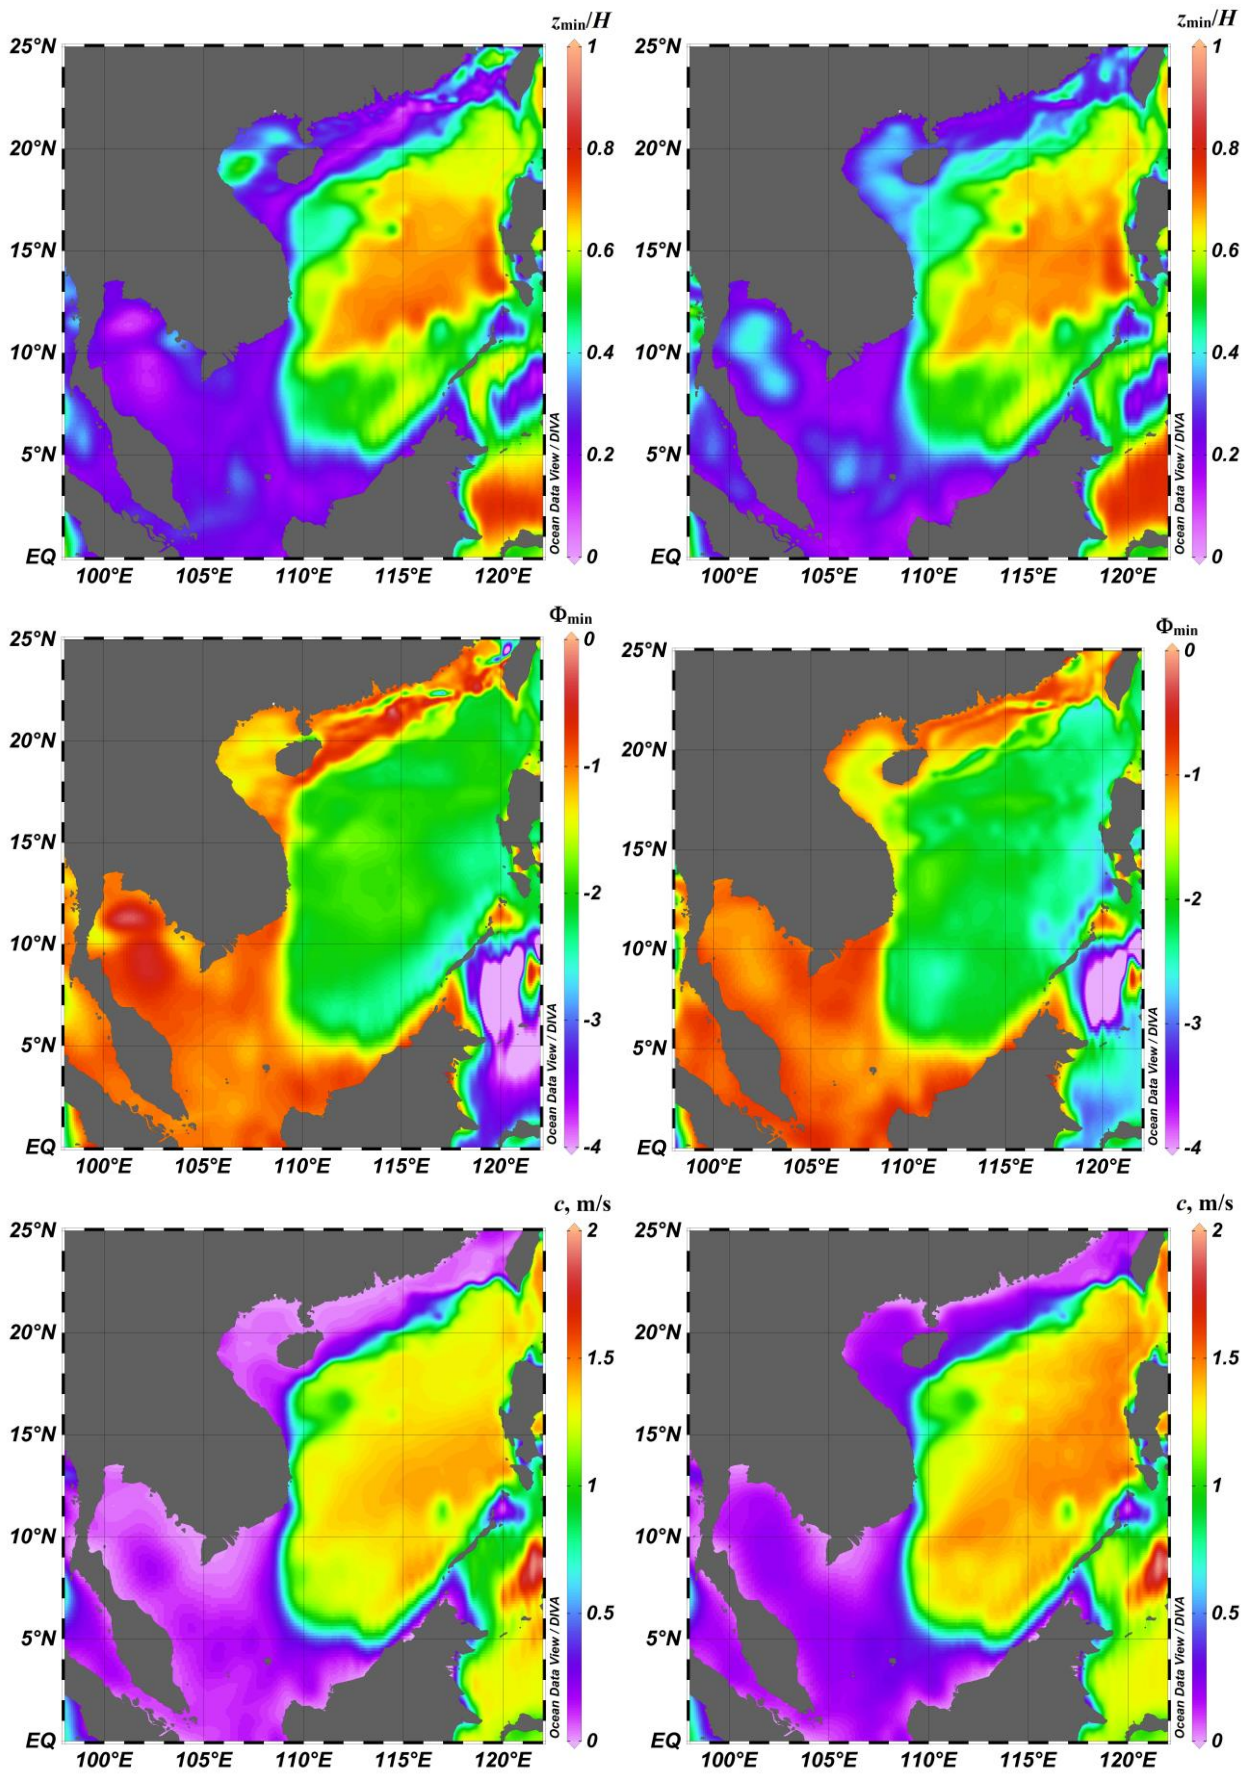 z_min/H
25°N
20°N
15°N
10°N
5°N
EQ
100°E 105°E 110°E 115°E 120°E
1
0.8
0.6
0.4
0.2
0
Ocean Data View / DIVA
z_min/H
25°N
20°N
15°N
10°N
5°N
EQ
100°E 105°E 110°E 115°E 120°E
1
0.8
0.6
0.4
0.2
0
Ocean Data View / DIVA
Φ_min
25°N
20°N
15°N
10°N
5°N
EQ
100°E 105°E 110°E 115°E 120°E
0
-1
-2
-3
-4
Ocean Data View / DIVA
Φ_min
25°N
20°N
15°N
10°N
5°N
EQ
100°E 105°E 110°E 115°E 120°E
0
-1
-2
-3
-4
Ocean Data View / DIVA
c, m/s
25°N
20°N
15°N
10°N
5°N
EQ
100°E 105°E 110°E 115°E 120°E
2
1.5
1
0.5
0
Ocean Data View / DIVA
c, m/s
25°N
20°N
15°N
10°N
5°N
EQ
100°E 105°E 110°E 115°E 120°E
2
1.5
1
0.5
0
Ocean Data View / DIVA